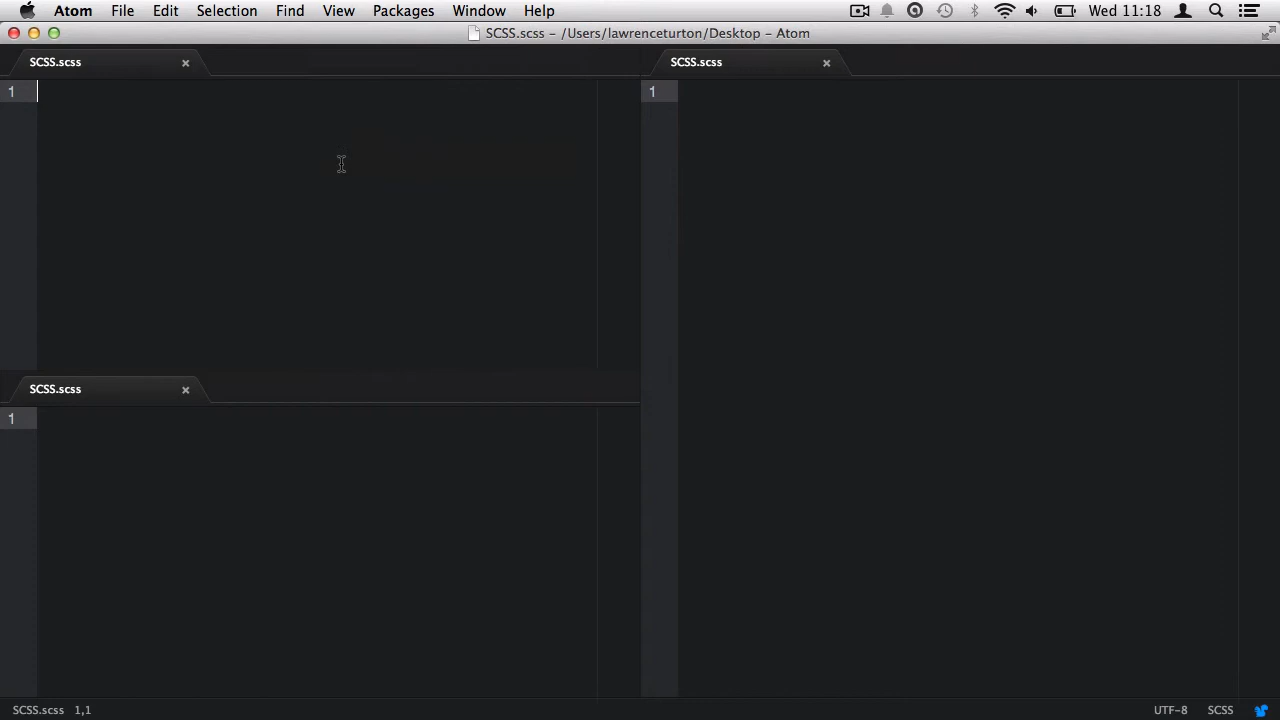 Atom File Edit Selection Find View Packages Window Help Wed 11:18
SCSS.scss – /Users/lawrenceturton/Desktop – Atom
SCSS.scss
1
SCSS.scss
1
SCSS.scss
1
SCSS.scss 1,1 UTF-8 SCSS